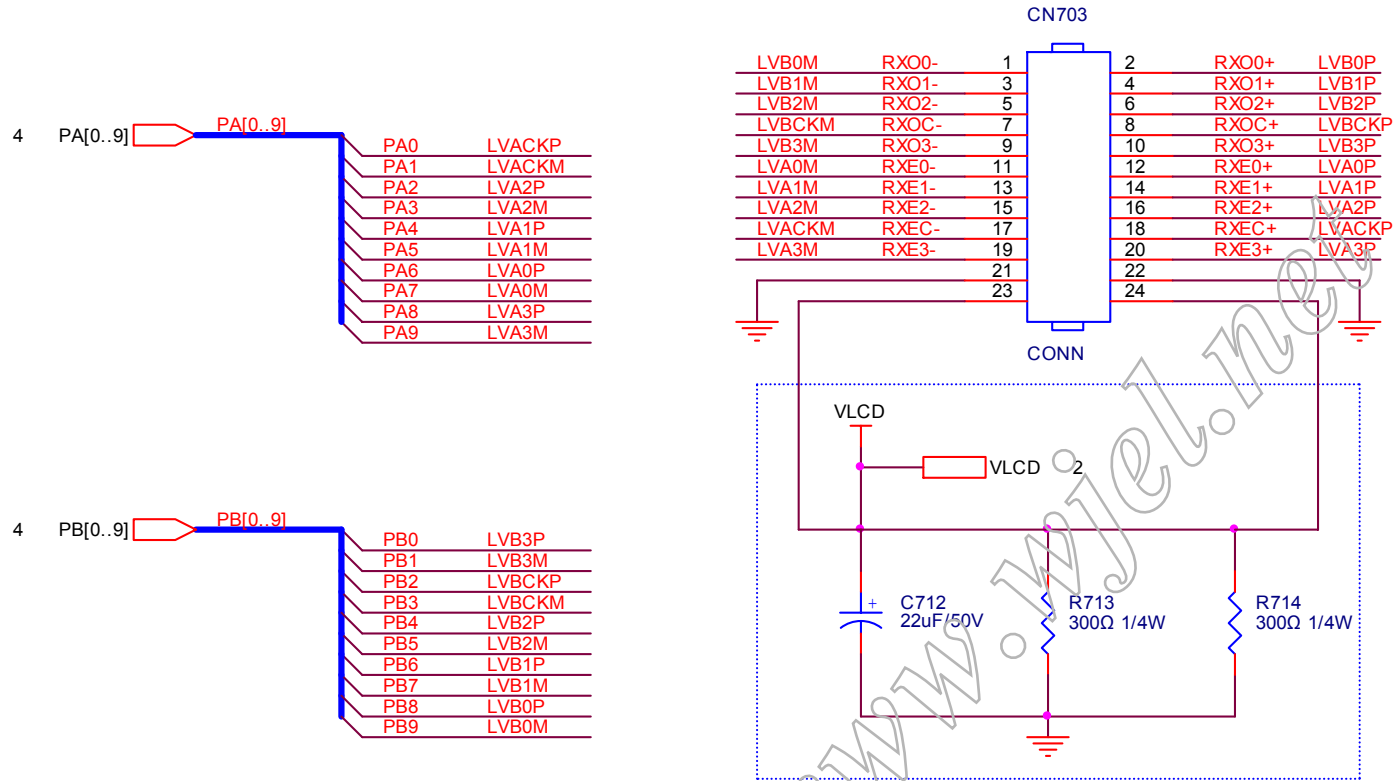 CN703
LVB0M RXO0- 1 2 RXO0+ LVB0P
LVB1M RXO1- 3 4 RXO1+ LVB1P
LVB2M RXO2- 5 6 RXO2+ LVB2P
LVBCKM RXOC- 7 8 RXOC+ LVBCKP
LVB3M RXO3- 9 10 RXO3+ LVB3P
LVA0M RXE0- 11 12 RXE0+ LVA0P
LVA1M RXE1- 13 14 RXE1+ LVA1P
LVA2M RXE2- 15 16 RXE2+ LVA2P
LVACKM RXEC- 17 18 RXEC+ LVACKP
LVA3M RXE3- 19 20 RXE3+ LVA3P
21 22
23 24
CONN
4 PA[0..9] PA[0..9]
PA0 LVACKP
PA1 LVACKM
PA2 LVA2P
PA3 LVA2M
PA4 LVA1P
PA5 LVA1M
PA6 LVA0P
PA7 LVA0M
PA8 LVA3P
PA9 LVA3M
VLCD
VLCD 2
4 PB[0..9] PB[0..9]
PB0 LVB3P
PB1 LVB3M
PB2 LVBCKP
PB3 LVBCKM
PB4 LVB2P
PB5 LVB2M
PB6 LVB1P
PB7 LVB1M
PB8 LVB0P
PB9 LVB0M
+
C712
22uF/50V
R713
300Ω 1/4W
R714
300Ω 1/4W
www.wjel.net